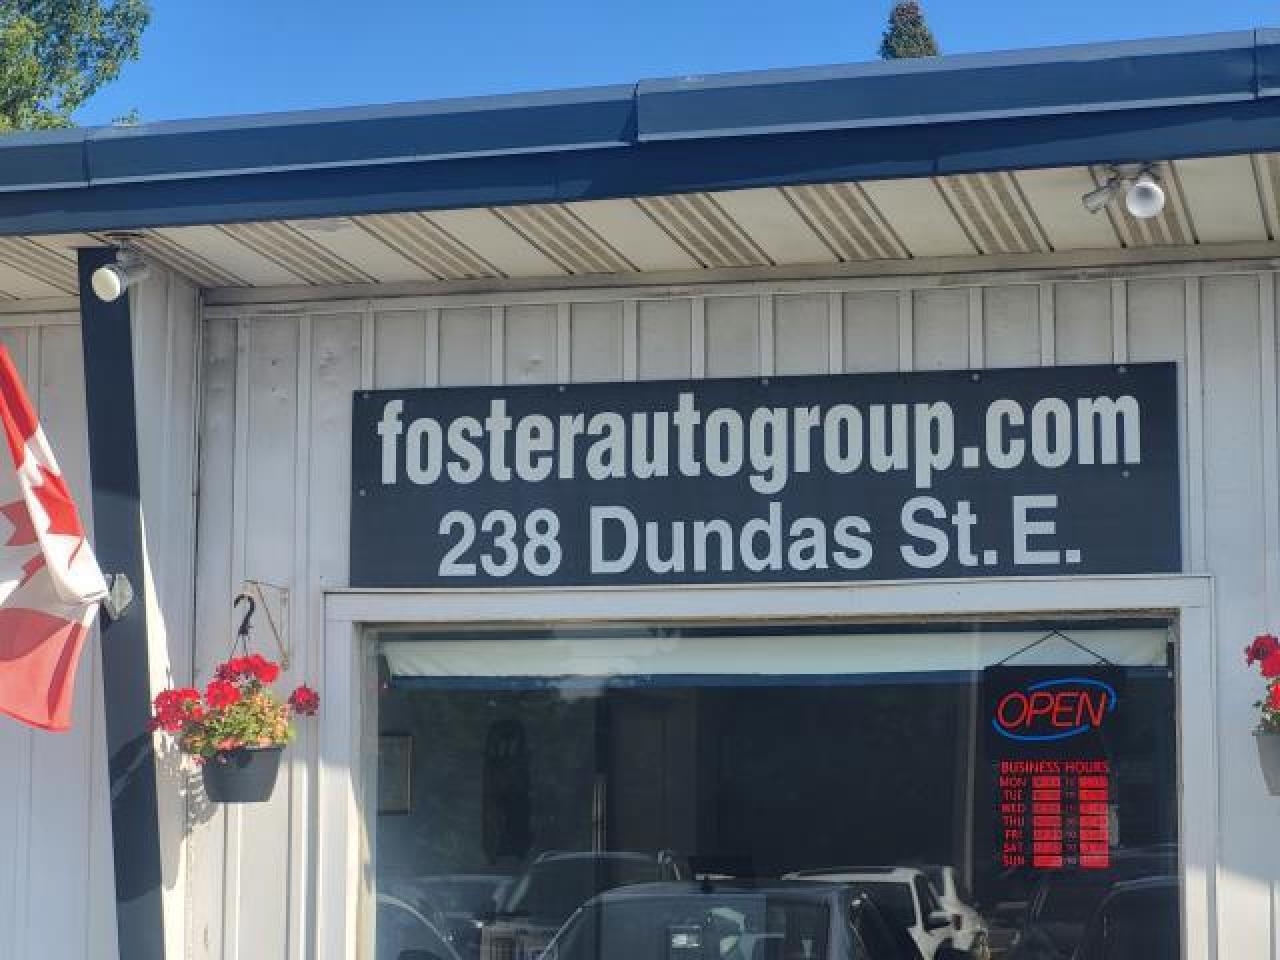 fosterautogroup.com
238 Dundas St. E.
OPEN
BUSINESS HOURS
MON
TUE
WED
THU
FRI
SAT
SUN